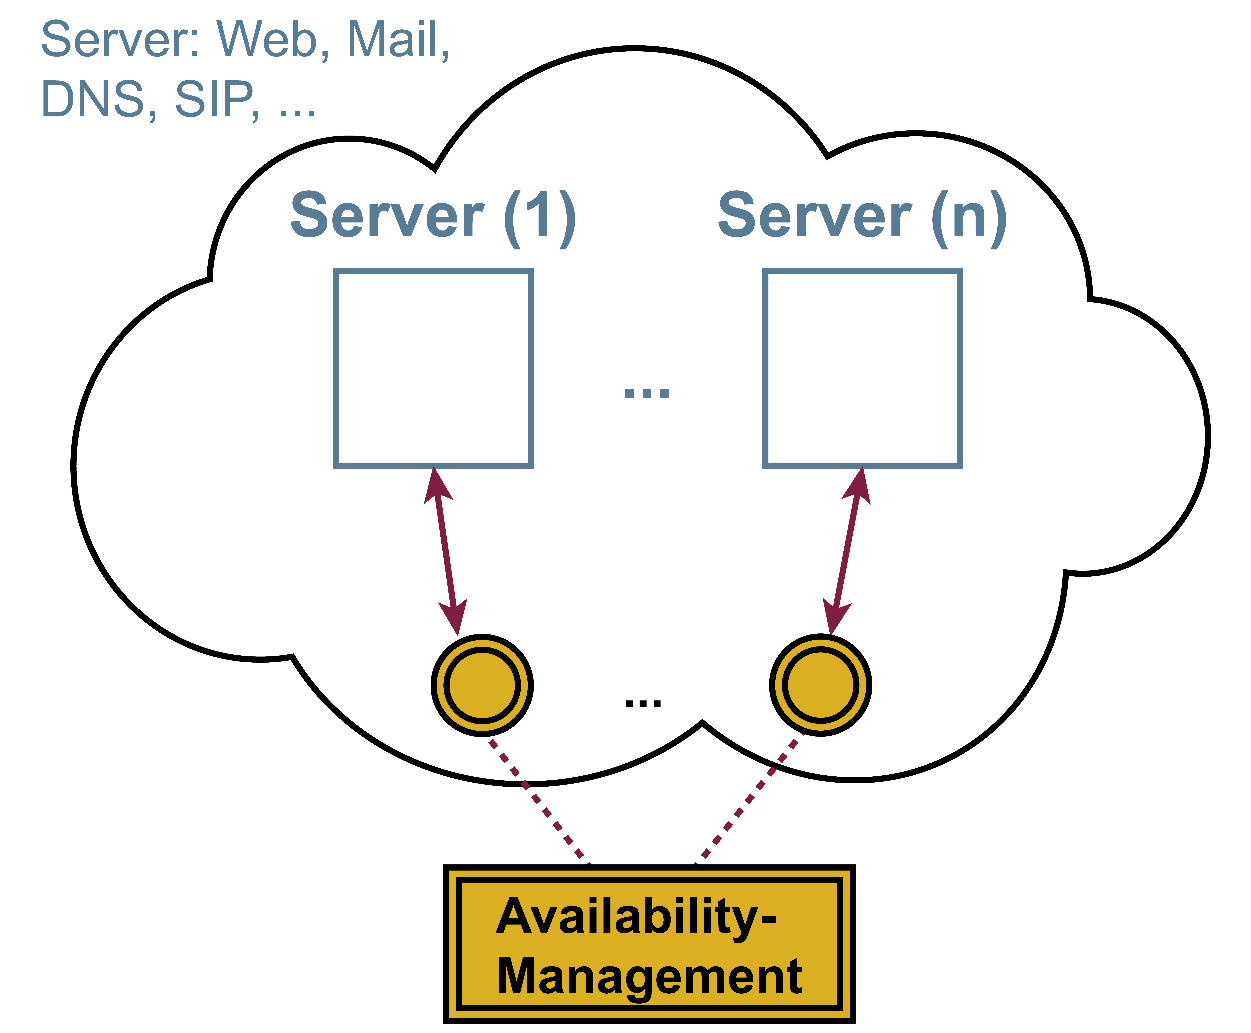 Server: Web, Mail,
DNS, SIP, ...
Server (1)
Server (n)
...
...
Availability-
Management